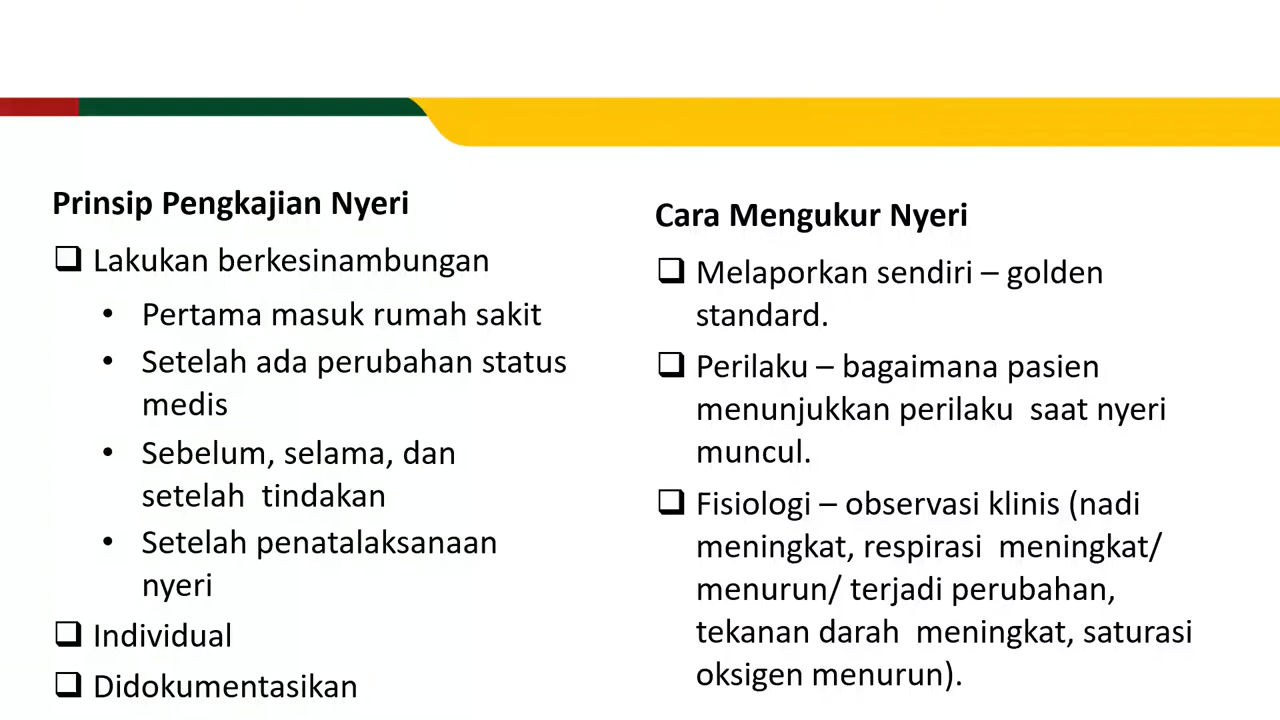 Prinsip Pengkajian Nyeri
❑ Lakukan berkesinambungan
• Pertama masuk rumah sakit
• Setelah ada perubahan status
medis
• Sebelum, selama, dan
setelah  tindakan
• Setelah penatalaksanaan
nyeri
❑ Individual
❑ Didokumentasikan
Cara Mengukur Nyeri
❑ Melaporkan sendiri – golden
standard.
❑ Perilaku – bagaimana pasien
menunjukkan perilaku  saat nyeri
muncul.
❑ Fisiologi – observasi klinis (nadi
meningkat, respirasi  meningkat/
menurun/ terjadi perubahan,
tekanan darah  meningkat, saturasi
oksigen menurun).